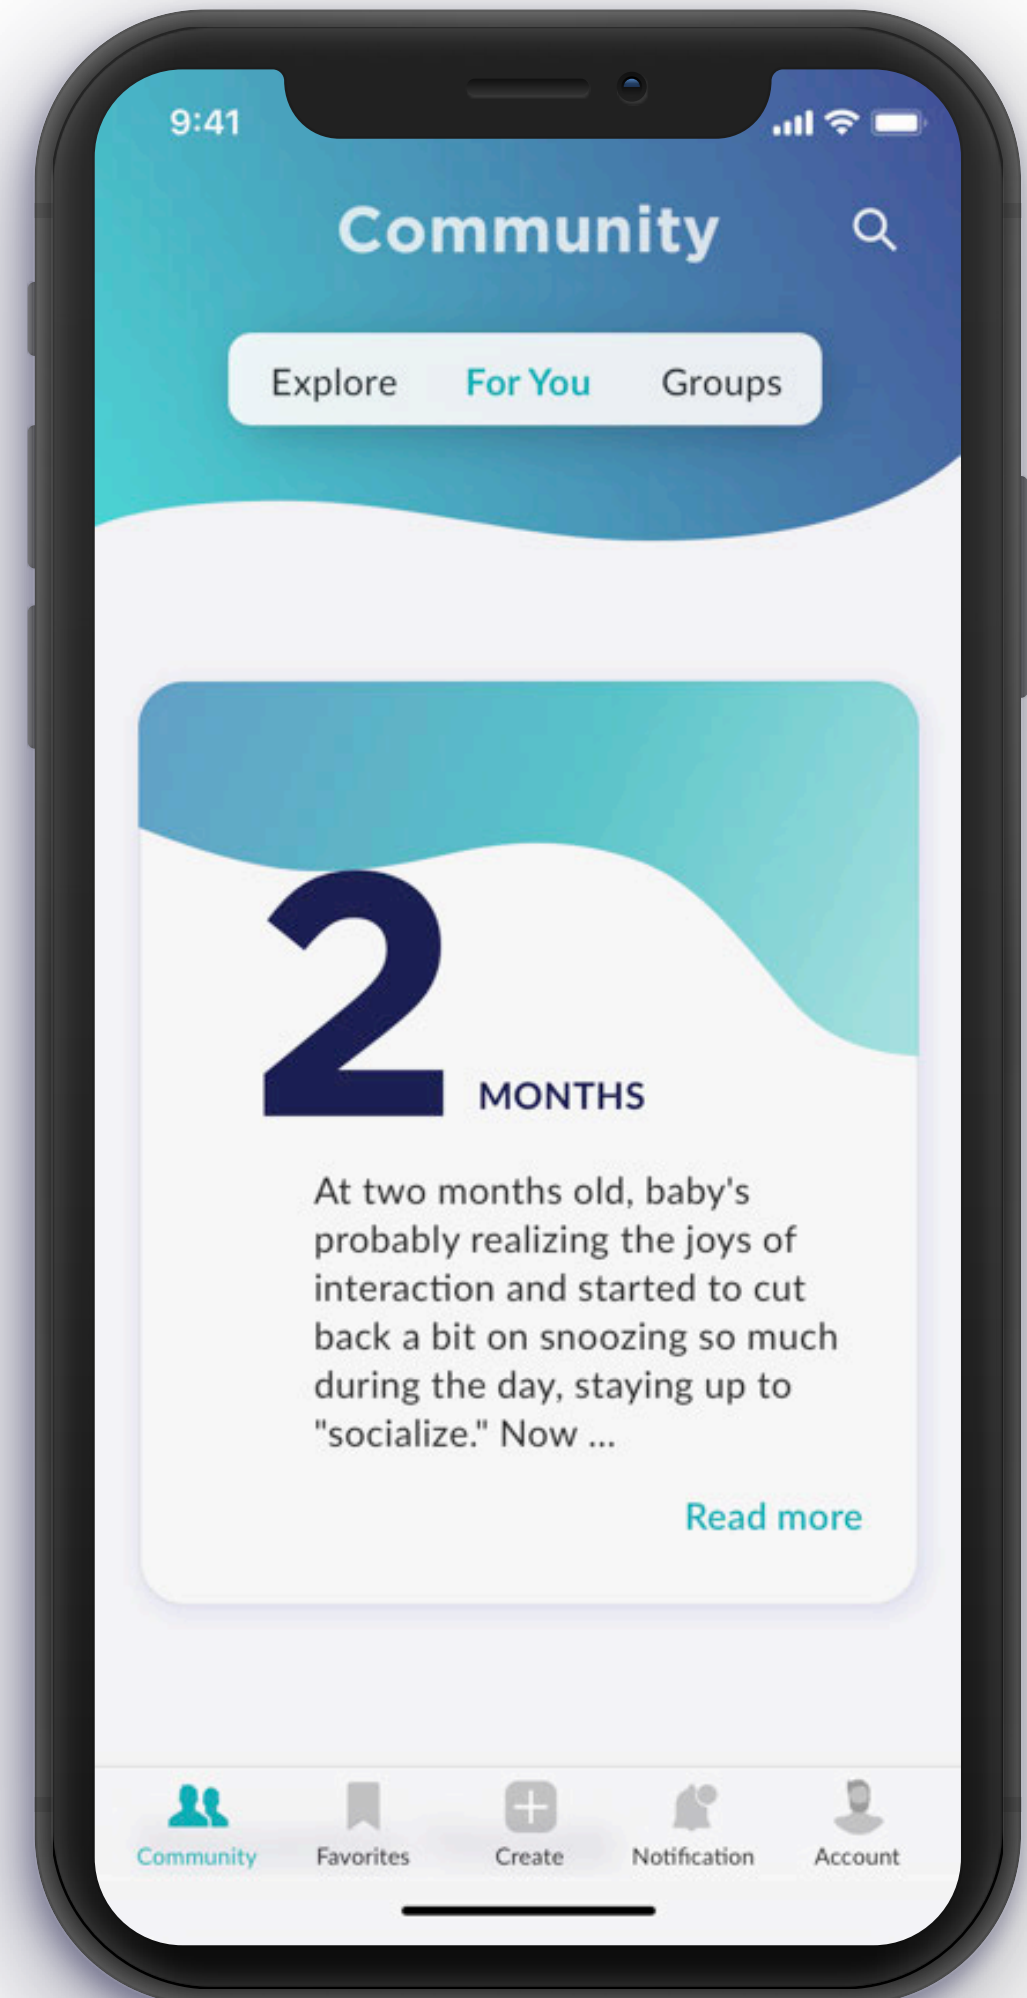 9:41
Community
Explore For You Groups
2 MONTHS
At two months old, baby's
probably realizing the joys of
interaction and started to cut
back a bit on snoozing so much
during the day, staying up to
"socialize." Now ...
Read more
Community Favorites Create Notification Account